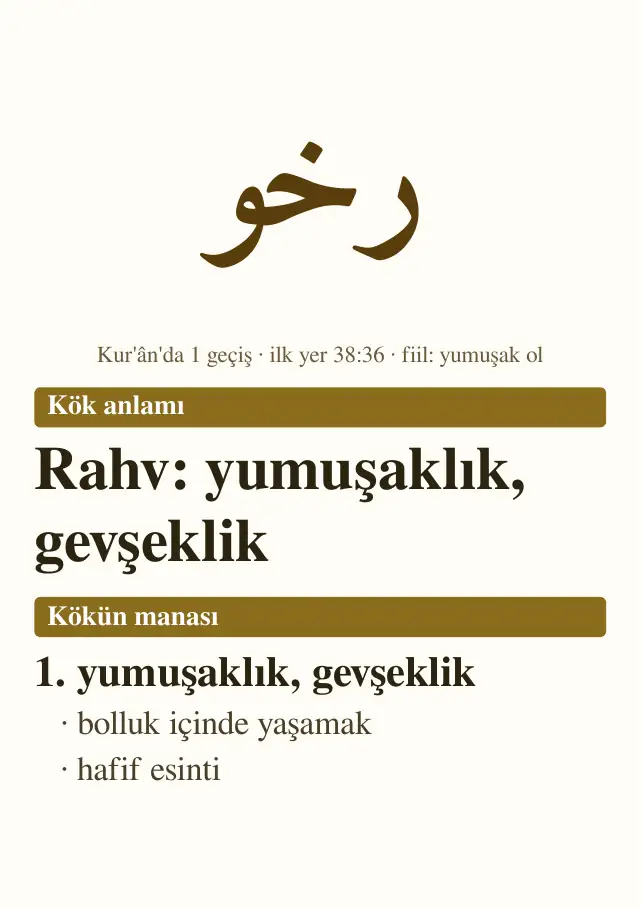 رخو
Kur'ân'da 1 geçiş · ilk yer 38:36 · fiil: yumuşak ol
Kök anlamı
Rahv: yumuşaklık,
gevşeklik
Kökün manası
1. yumuşaklık, gevşeklik
· bolluk içinde yaşamak
· hafif esinti